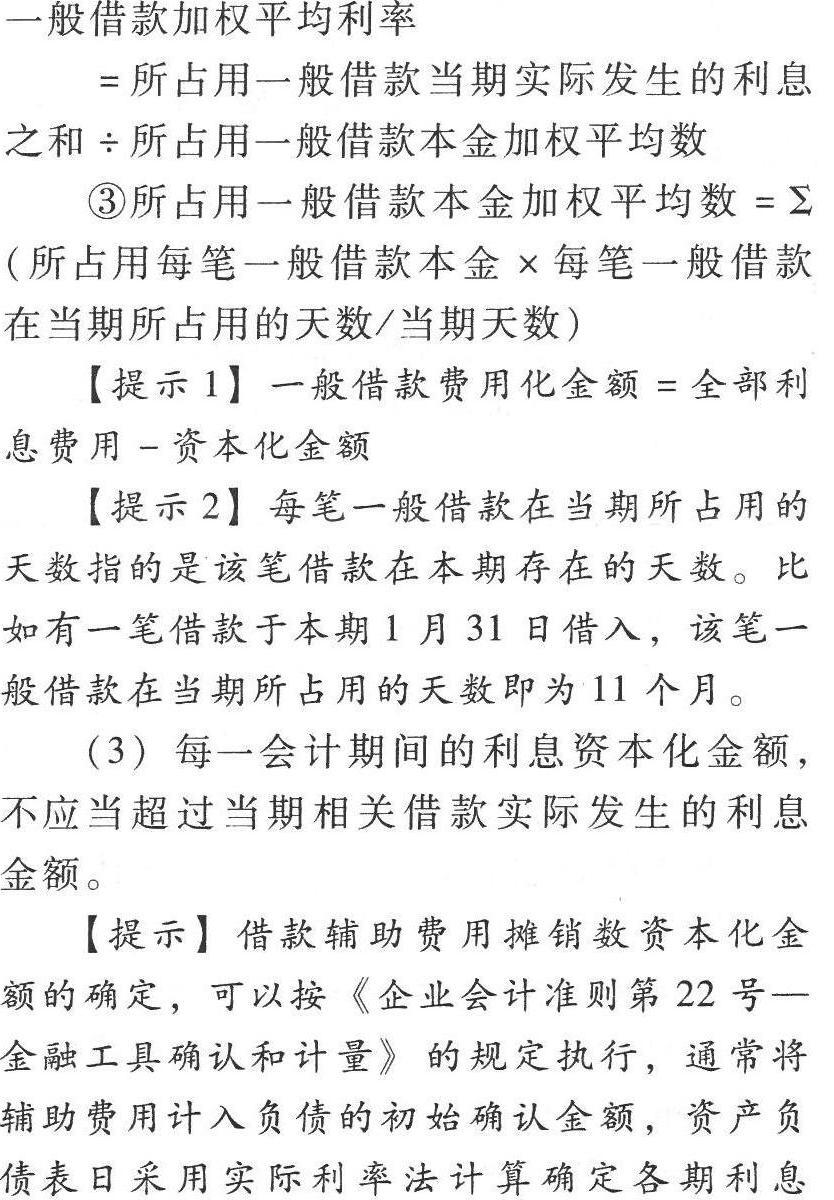 一般借款加权平均利率
=所占用一般借款当期实际发生的利息
之和÷所占用一般借款本金加权平均数
③所占用一般借款本金加权平均数=Σ
(所占用每笔一般借款本金×每笔一般借款
在当期所占用的天数/当期天数)
【提示1】一般借款费用化金额=全部利
息费用-资本化金额
【提示2】每笔一般借款在当期所占用的
天数指的是该笔借款在本期存在的天数。比
如有一笔借款于本期1月31日借入，该笔一
般借款在当期所占用的天数即为11个月。
(3)每一会计期间的利息资本化金额，
不应当超过当期相关借款实际发生的利息
金额。
【提示】借款辅助费用摊销数资本化金
额的确定，可以按《企业会计准则第22号—
金融工具确认和计量》的规定执行，通常将
辅助费用计入负债的初始确认金额，资产负
债表日采用实际利率法计算确定各期利息